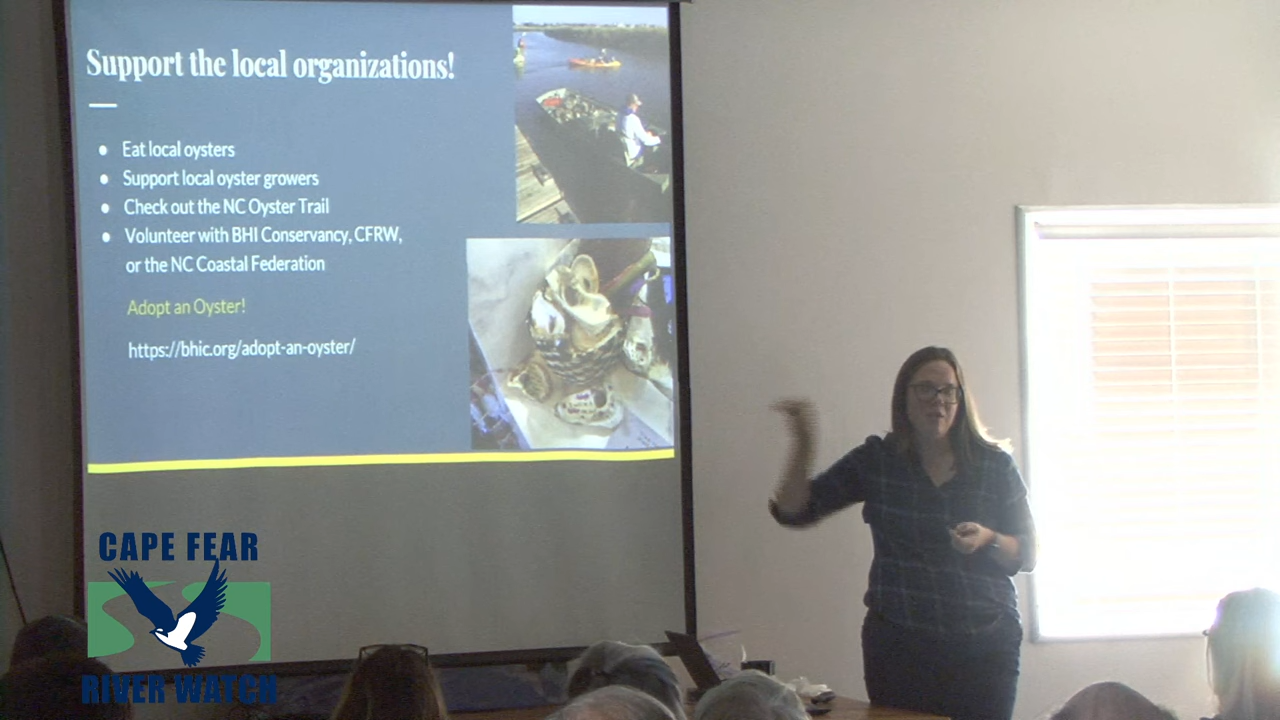 Support the local organizations!
● Eat local oysters
● Support local oyster growers
● Check out the NC Oyster Trail
● Volunteer with BHI Conservancy, CFRW,
or the NC Coastal Federation
Adopt an Oyster!
https://bhic.org/adopt-an-oyster/
CAPE FEAR
RIVER WATCH